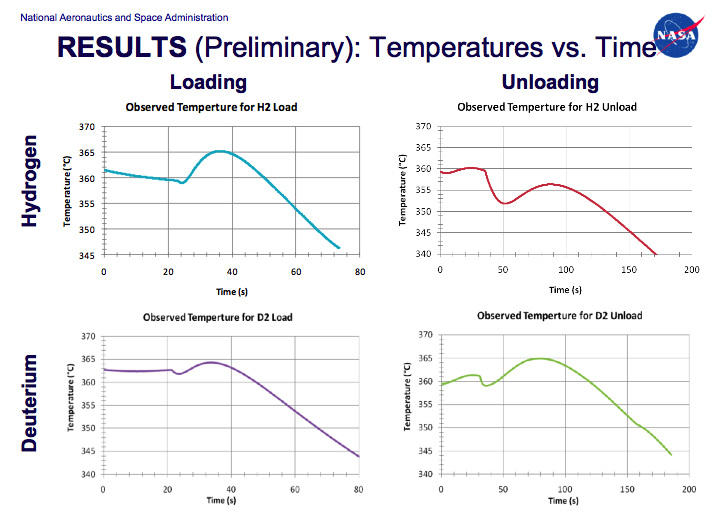 National Aeronautics and Space Administration
NASA
RESULTS (Preliminary): Temperatures vs. Time
Loading
Unloading
Hydrogen
Observed Temperture for H2 Load
Temperature (°C)
370
365
360
355
350
345
0 20 40 60 80
Time (s)
Observed Temperture for H2 Unload
Temperature (°C)
370
365
360
355
350
345
340
0 50 100 150 200
Time (s)
Deuterium
Observed Temperture for D2 Load
Temperature (°C)
370
365
360
355
350
345
340
0 20 40 60 80
Time (s)
Observed Temperture for D2 Unload
Temperature (°C)
370
365
360
355
350
345
340
0 50 100 150 200
Time (s)